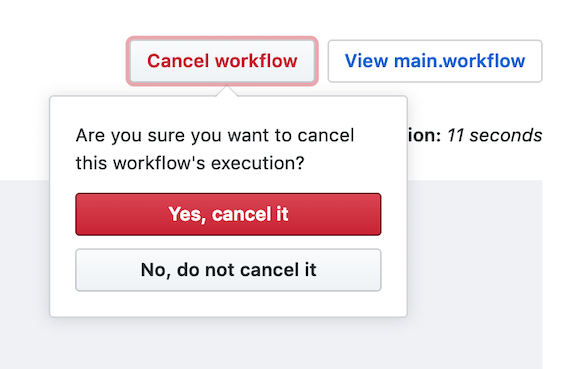 Cancel workflow View main.workflow
Are you sure you want to cancel
this workflow's execution?
ion: 11 seconds
Yes, cancel it
No, do not cancel it